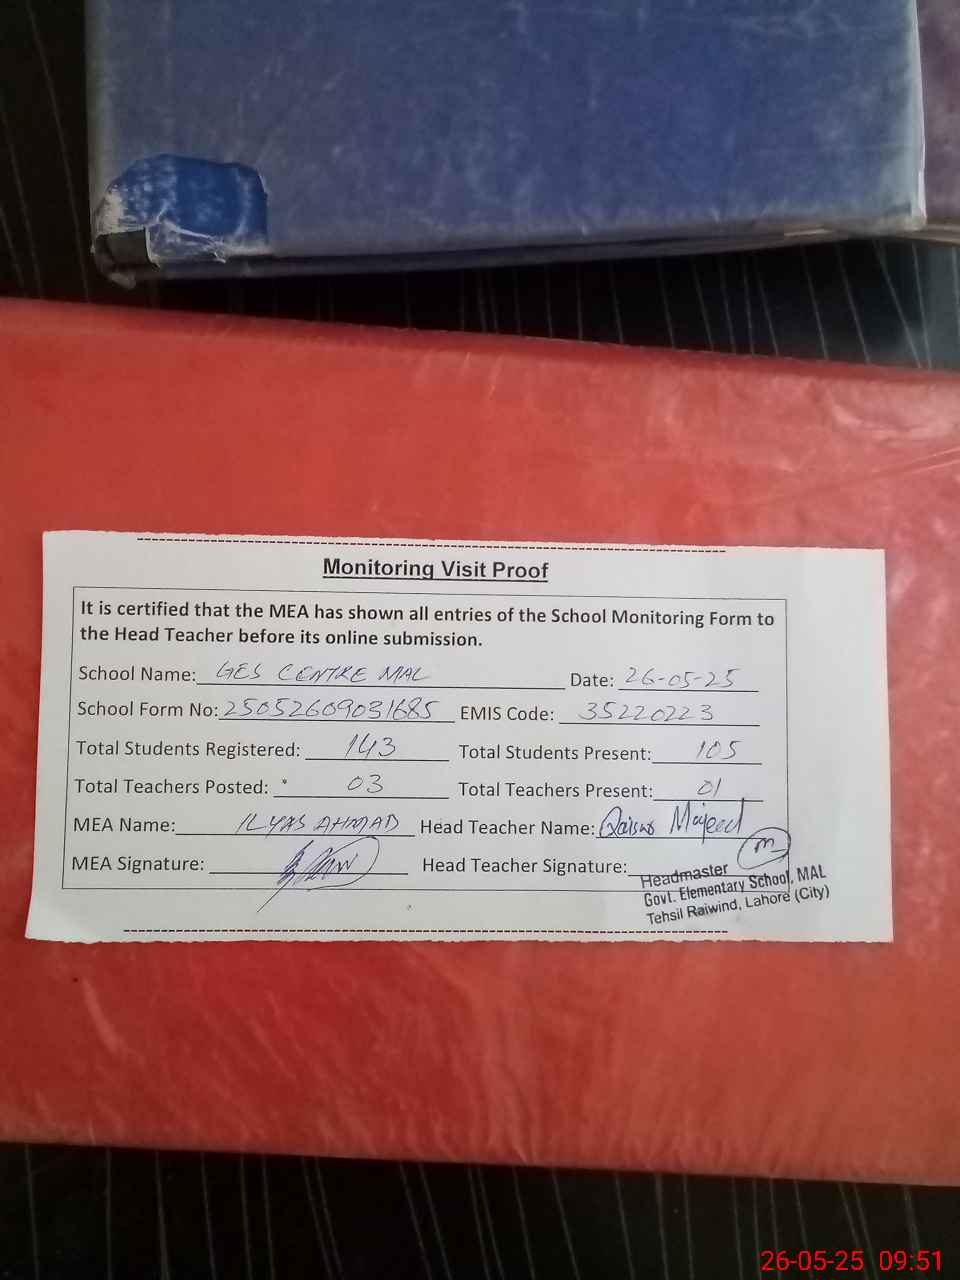 Monitoring Visit Proof
It is certified that the MEA has shown all entries of the School Monitoring Form to
the Head Teacher before its online submission.
School Name: GES CENTRE MAL Date: 26-05-25
School Form No: 25052609031685 EMIS Code: 35220223
Total Students Registered: 143 Total Students Present: 105
Total Teachers Posted: 03 Total Teachers Present: 01
MEA Name: ILYAS AHMAD Head Teacher Name: Qaisar Majeed
MEA Signature: Head Teacher Signature:
Headmaster
Govt. Elementary School, MAL
Tehsil Raiwind, Lahore (City)
26-05-25 09:51